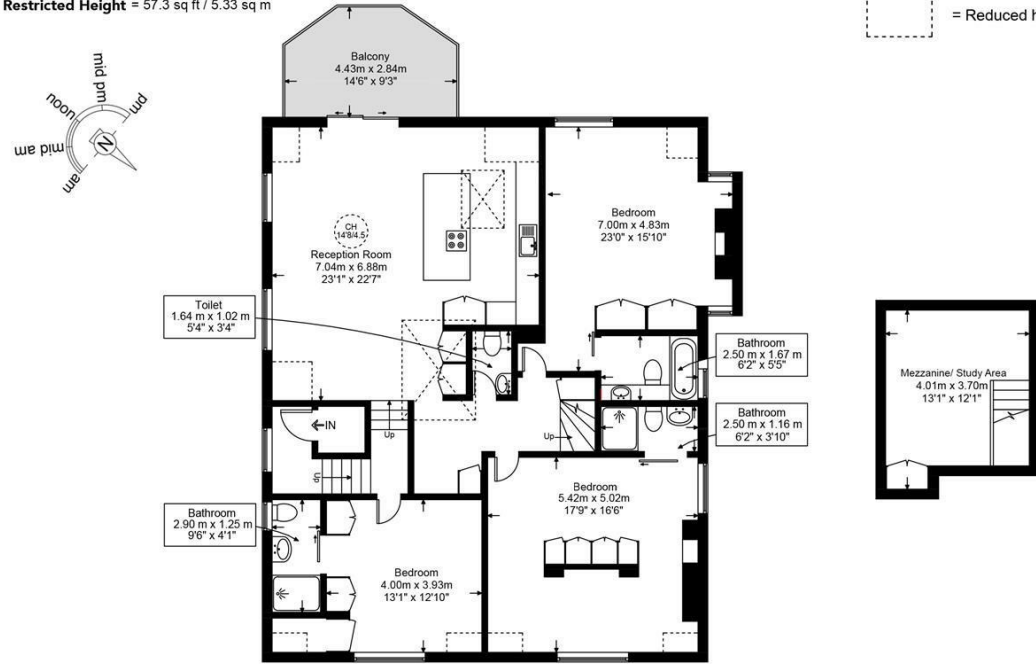 Restricted Height = 57.3 sq ft / 5.33 sq m
= Reduced h
am
mid am
noon
mid pm
pm
N
Balcony
4.43m x 2.84m
14'6" x 9'3"
CH
14'8/4.5
Reception Room
7.04m x 6.88m
23'1" x 22'7"
Bedroom
7.00m x 4.83m
23'0" x 15'10"
Toilet
1.64 m x 1.02 m
5'4" x 3'4"
Bathroom
2.50 m x 1.67 m
6'2" x 5'5"
Mezzanine/ Study Area
4.01m x 3.70m
13'1" x 12'1"
Bathroom
2.50 m x 1.16 m
6'2" x 3'10"
IN
Up
Up
Up
Bathroom
2.90 m x 1.25 m
9'6" x 4'1"
Bedroom
5.42m x 5.02m
17'9" x 16'6"
Bedroom
4.00m x 3.93m
13'1" x 12'10"